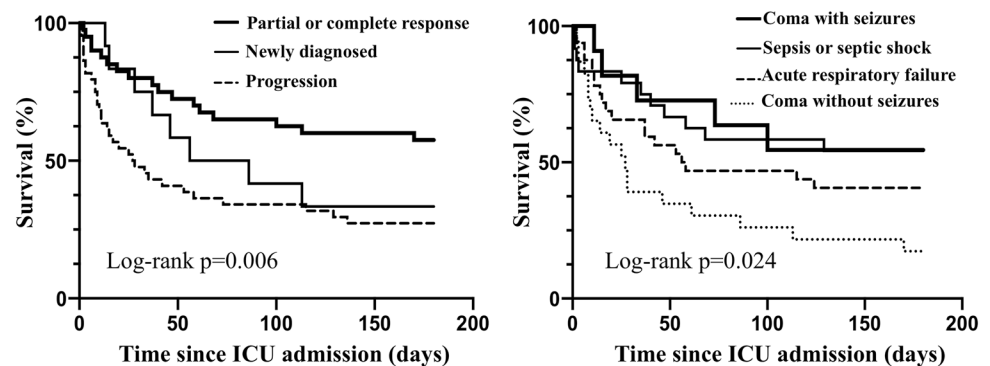 100
50
0
Survival (%)
Partial or complete response
Newly diagnosed
Progression
Log-rank p=0.006
0 50 100 150 200
Time since ICU admission (days)
100
50
0
Survival (%)
Coma with seizures
Sepsis or septic shock
Acute respiratory failure
Coma without seizures
Log-rank p=0.024
0 50 100 150 200
Time since ICU admission (days)